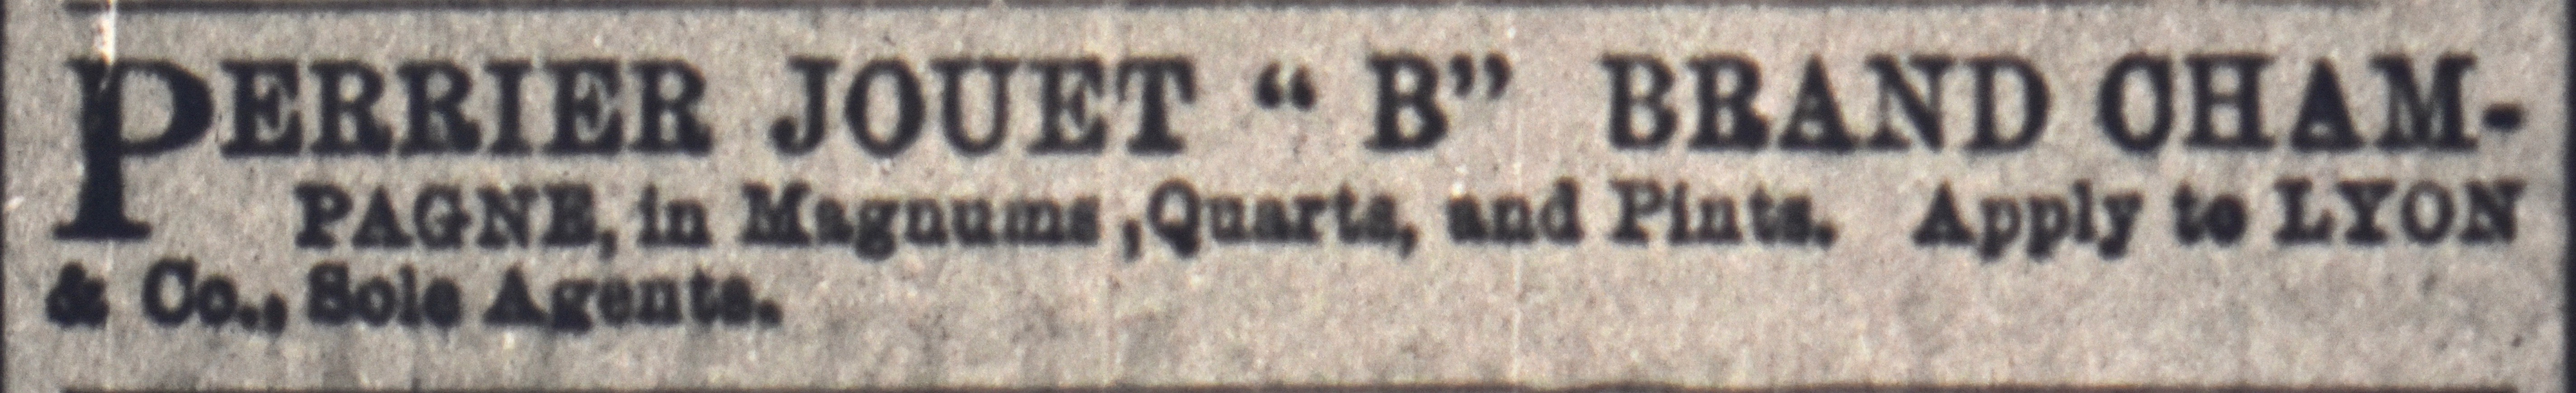 PERRIER JOUET “ B” BRAND CHAM-
PAGNE, in Magnums ,Quarts, and Pints. Apply to LYON
& Co., Sole Agents.